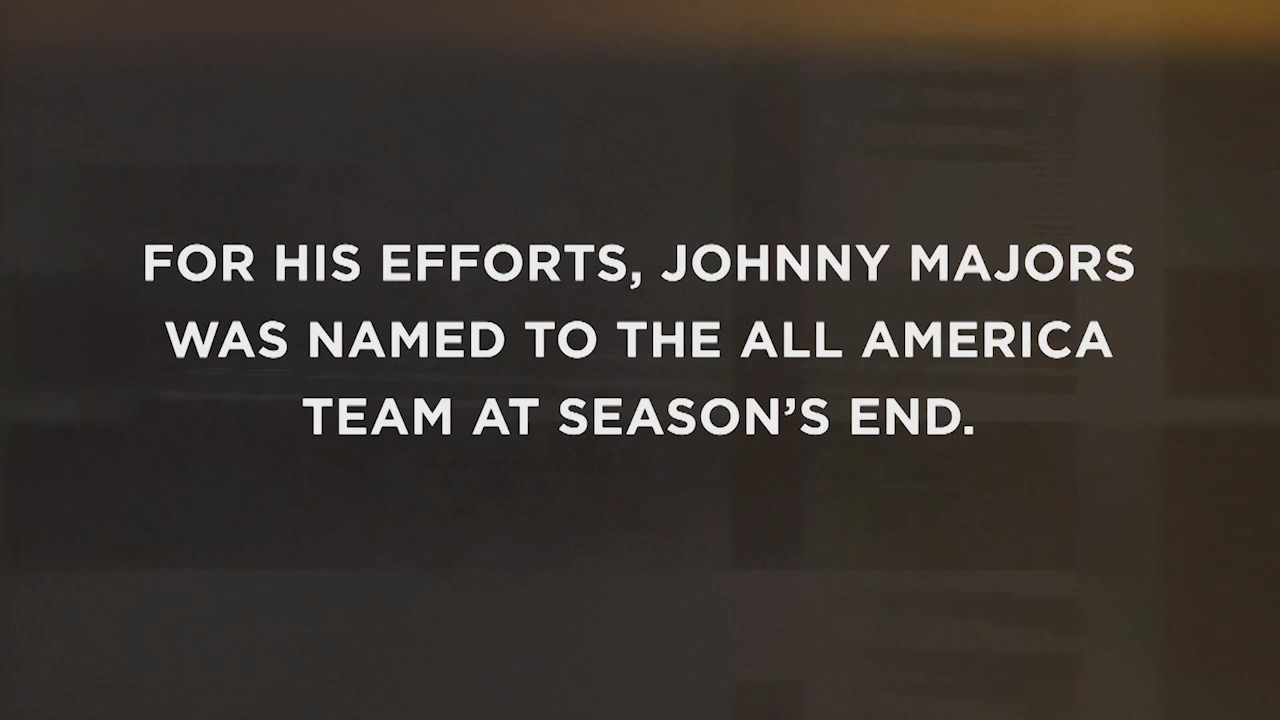 FOR HIS EFFORTS, JOHNNY MAJORS
WAS NAMED TO THE ALL AMERICA
TEAM AT SEASON’S END.